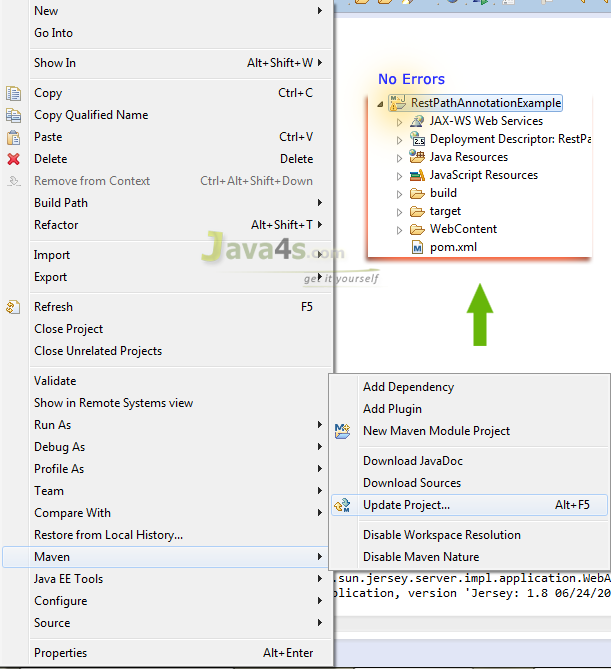 New
Go Into
Show In Alt+Shift+W
Copy Ctrl+C
Copy Qualified Name
Paste Ctrl+V
Delete Delete
Remove from Context Ctrl+Alt+Shift+Down
Build Path
Refactor Alt+Shift+T
Import
Export
Refresh F5
Close Project
Close Unrelated Projects
Validate
Show in Remote Systems view
Run As
Debug As
Profile As
Team
Compare With
Restore from Local History...
Maven
Java EE Tools
Configure
Source
Properties Alt+Enter
Java4s.com
get it yourself
No Errors
RestPathAnnotationExample
JAX-WS Web Services
Deployment Descriptor: RestPa
Java Resources
JavaScript Resources
build
target
WebContent
pom.xml
Add Dependency
Add Plugin
New Maven Module Project
Download JavaDoc
Download Sources
Update Project... Alt+F5
Disable Workspace Resolution
Disable Maven Nature
.sun.jersey.server.impl.application.WebA
plication, version 'Jersey: 1.8 06/24/20